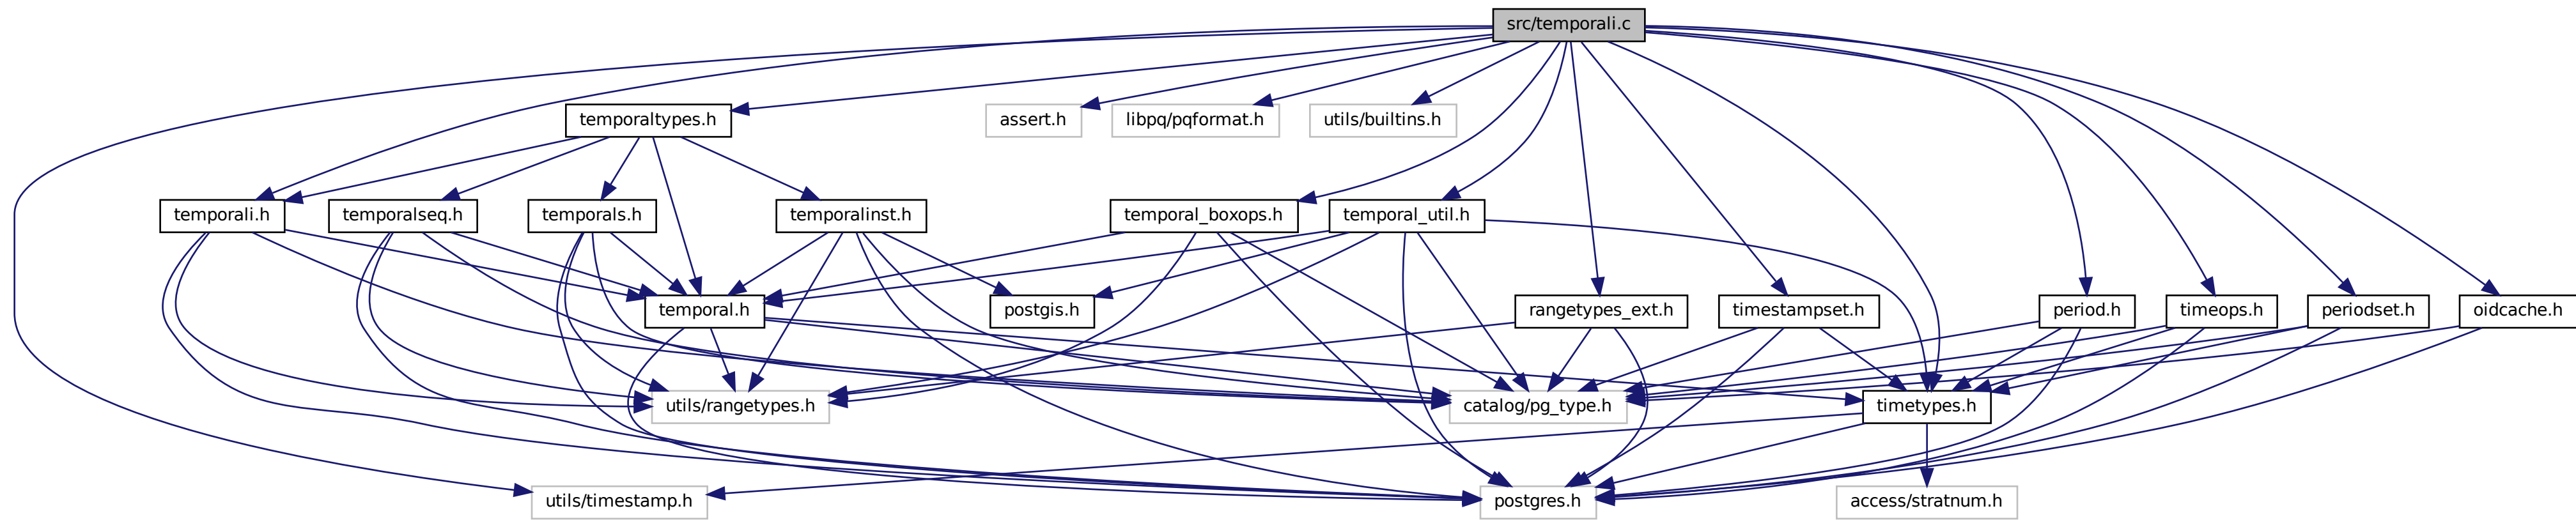 src/temporali.c
temporaltypes.h
assert.h
libpq/pqformat.h
utils/builtins.h
temporali.h
temporalseq.h
temporals.h
temporalinst.h
temporal_boxops.h
temporal_util.h
temporal.h
postgis.h
rangetypes_ext.h
timestampset.h
period.h
timeops.h
periodset.h
oidcache.h
utils/rangetypes.h
catalog/pg_type.h
timetypes.h
utils/timestamp.h
postgres.h
access/stratnum.h